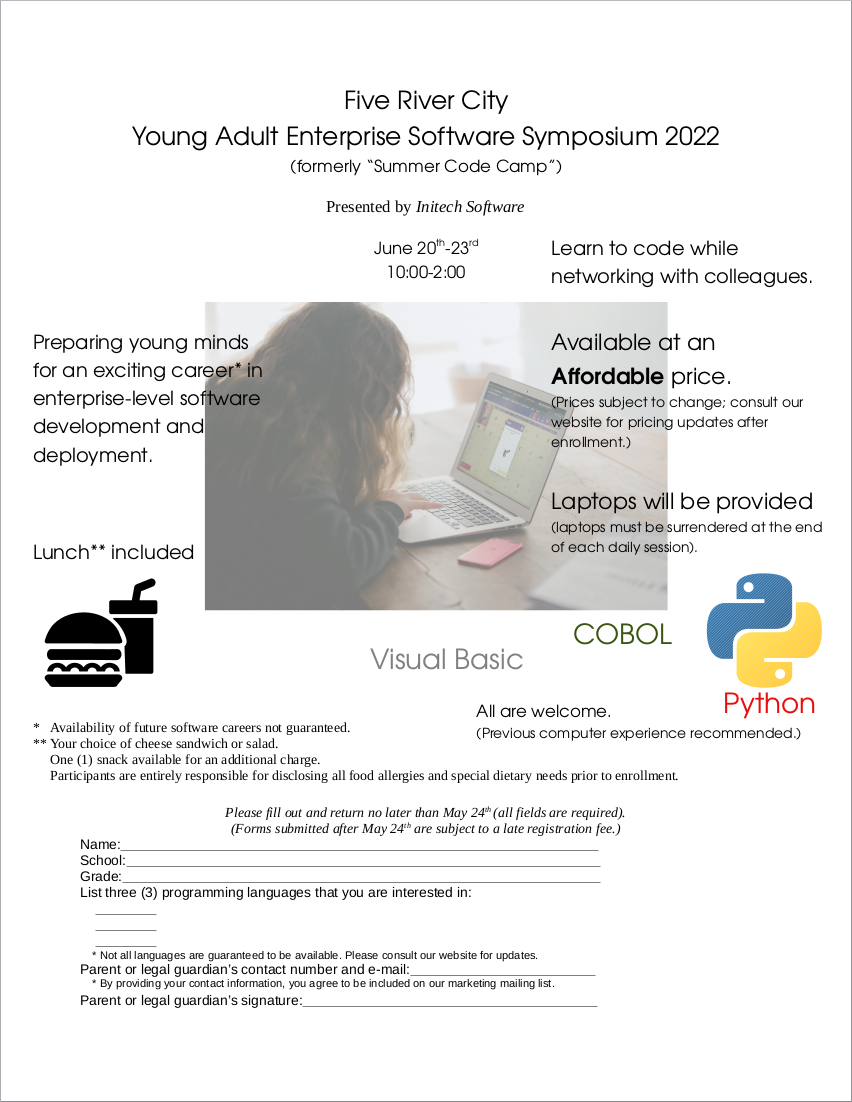 Five River City
Young Adult Enterprise Software Symposium 2022
(formerly “Summer Code Camp”)
Presented by Initech Software
June 20th-23rd
10:00-2:00
Learn to code while
networking with colleagues.
Preparing young minds
for an exciting career* in
enterprise-level software
development and
deployment.
Available at an
Affordable price.
(Prices subject to change; consult our
website for pricing updates after
enrollment.)
Laptops will be provided
(laptops must be surrendered at the end
of each daily session).
Lunch** included
COBOL
Visual Basic
Python
All are welcome.
(Previous computer experience recommended.)
* Availability of future software careers not guaranteed.
** Your choice of cheese sandwich or salad.
One (1) snack available for an additional charge.
Participants are entirely responsible for disclosing all food allergies and special dietary needs prior to enrollment.
Please fill out and return no later than May 24th (all fields are required).
(Forms submitted after May 24th are subject to a late registration fee.)
Name:
School:
Grade:
List three (3) programming languages that you are interested in:
* Not all languages are guaranteed to be available. Please consult our website for updates.
Parent or legal guardian’s contact number and e-mail:
* By providing your contact information, you agree to be included on our marketing mailing list.
Parent or legal guardian’s signature: